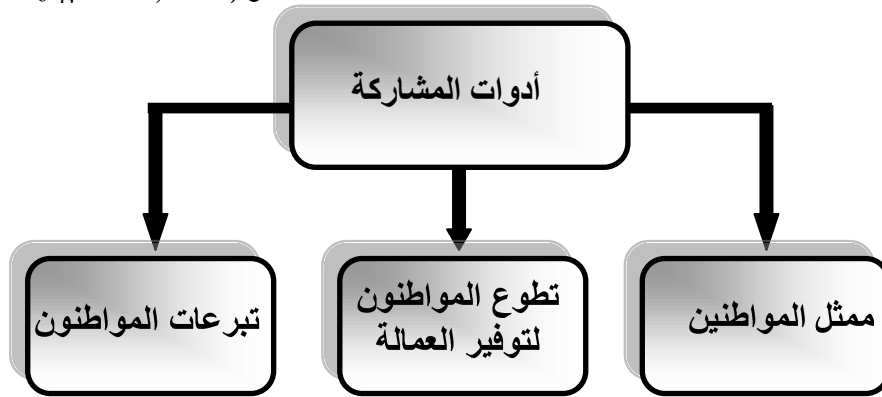 أدوات المشاركة
ممثل المواطنين
تطوع المواطنون
لتوفير العمالة
تبرعات المواطنون